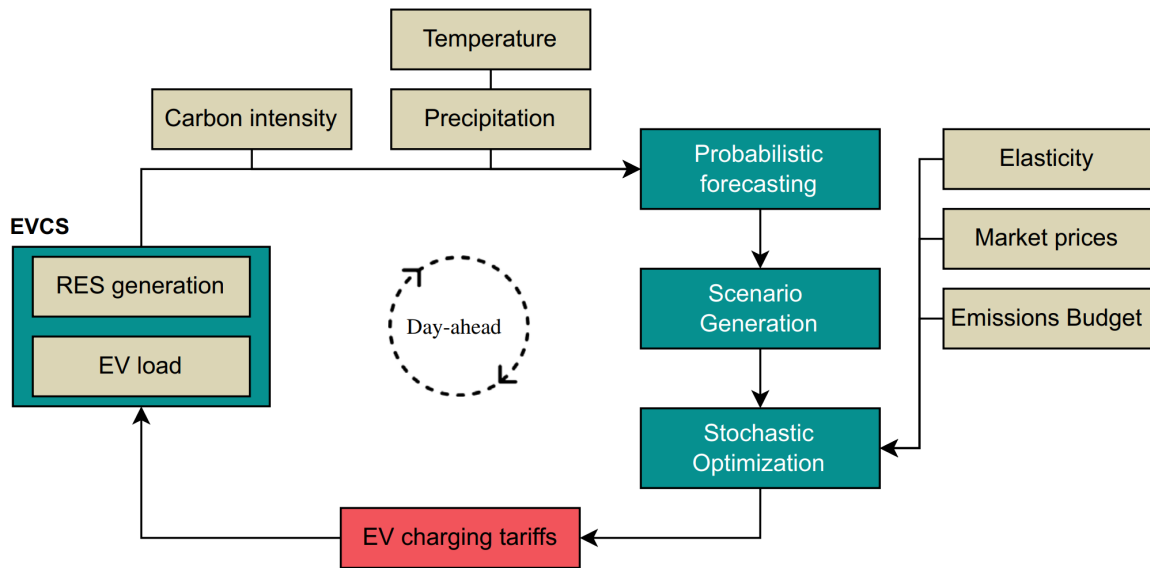 Temperature
Carbon intensity
Precipitation
Probabilistic
forecasting
Elasticity
Market prices
Emissions Budget
EVCS
RES generation
EV load
Day-ahead
Scenario
Generation
Stochastic
Optimization
EV charging tariffs